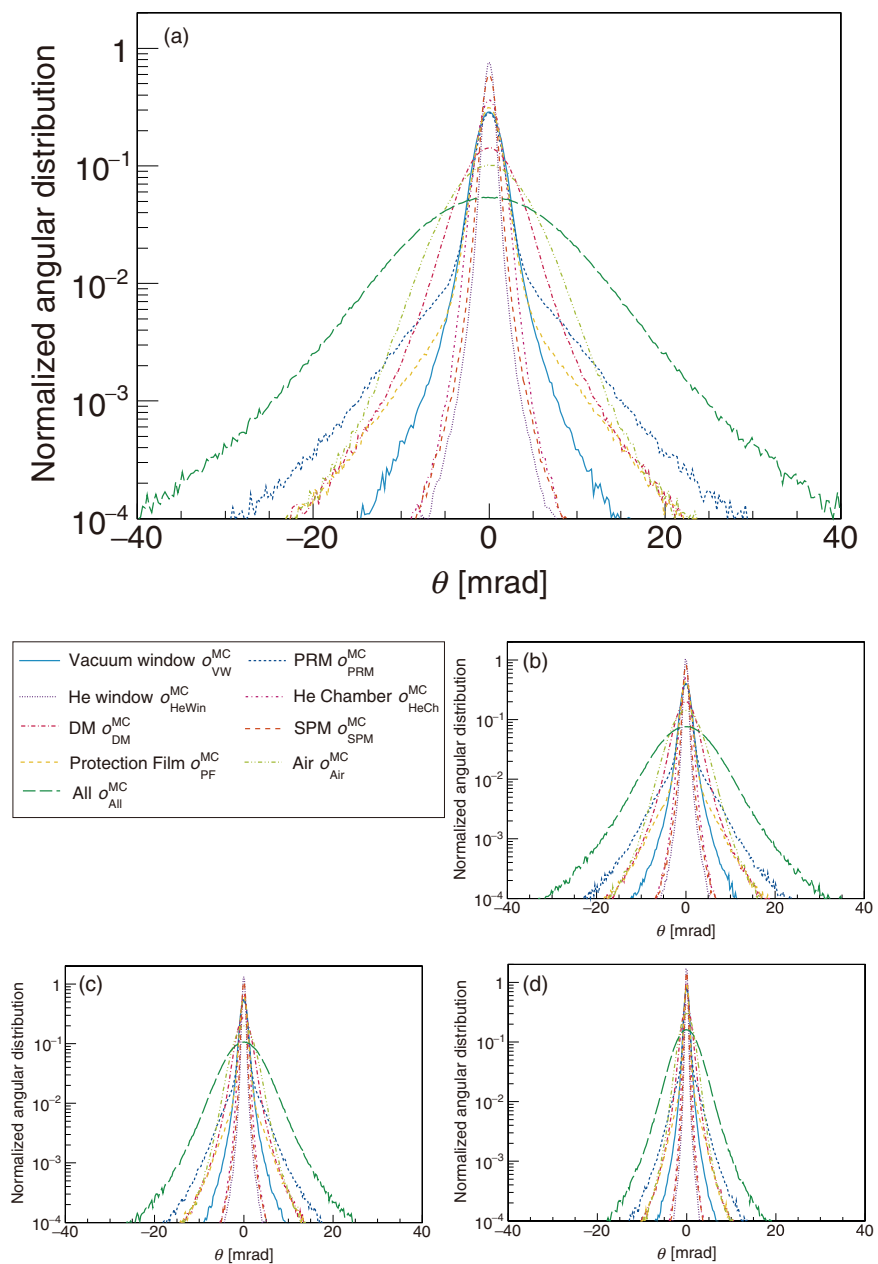 (a)
Normalized angular distribution
1
10⁻¹
10⁻²
10⁻³
10⁻⁴
−40 −20 0 20 40
θ [mrad]
Vacuum window o^MC_VW
PRM o^MC_PRM
He window o^MC_HeWin
He Chamber o^MC_HeCh
DM o^MC_DM
SPM o^MC_SPM
Protection Film o^MC_PF
Air o^MC_Air
All o^MC_All
(b)
Normalized angular distribution
1
10⁻¹
10⁻²
10⁻³
10⁻⁴
−40 −20 0 20 40
θ [mrad]
(c)
Normalized angular distribution
1
10⁻¹
10⁻²
10⁻³
10⁻⁴
−40 −20 0 20 40
θ [mrad]
(d)
Normalized angular distribution
1
10⁻¹
10⁻²
10⁻³
10⁻⁴
−40 −20 0 20 40
θ [mrad]